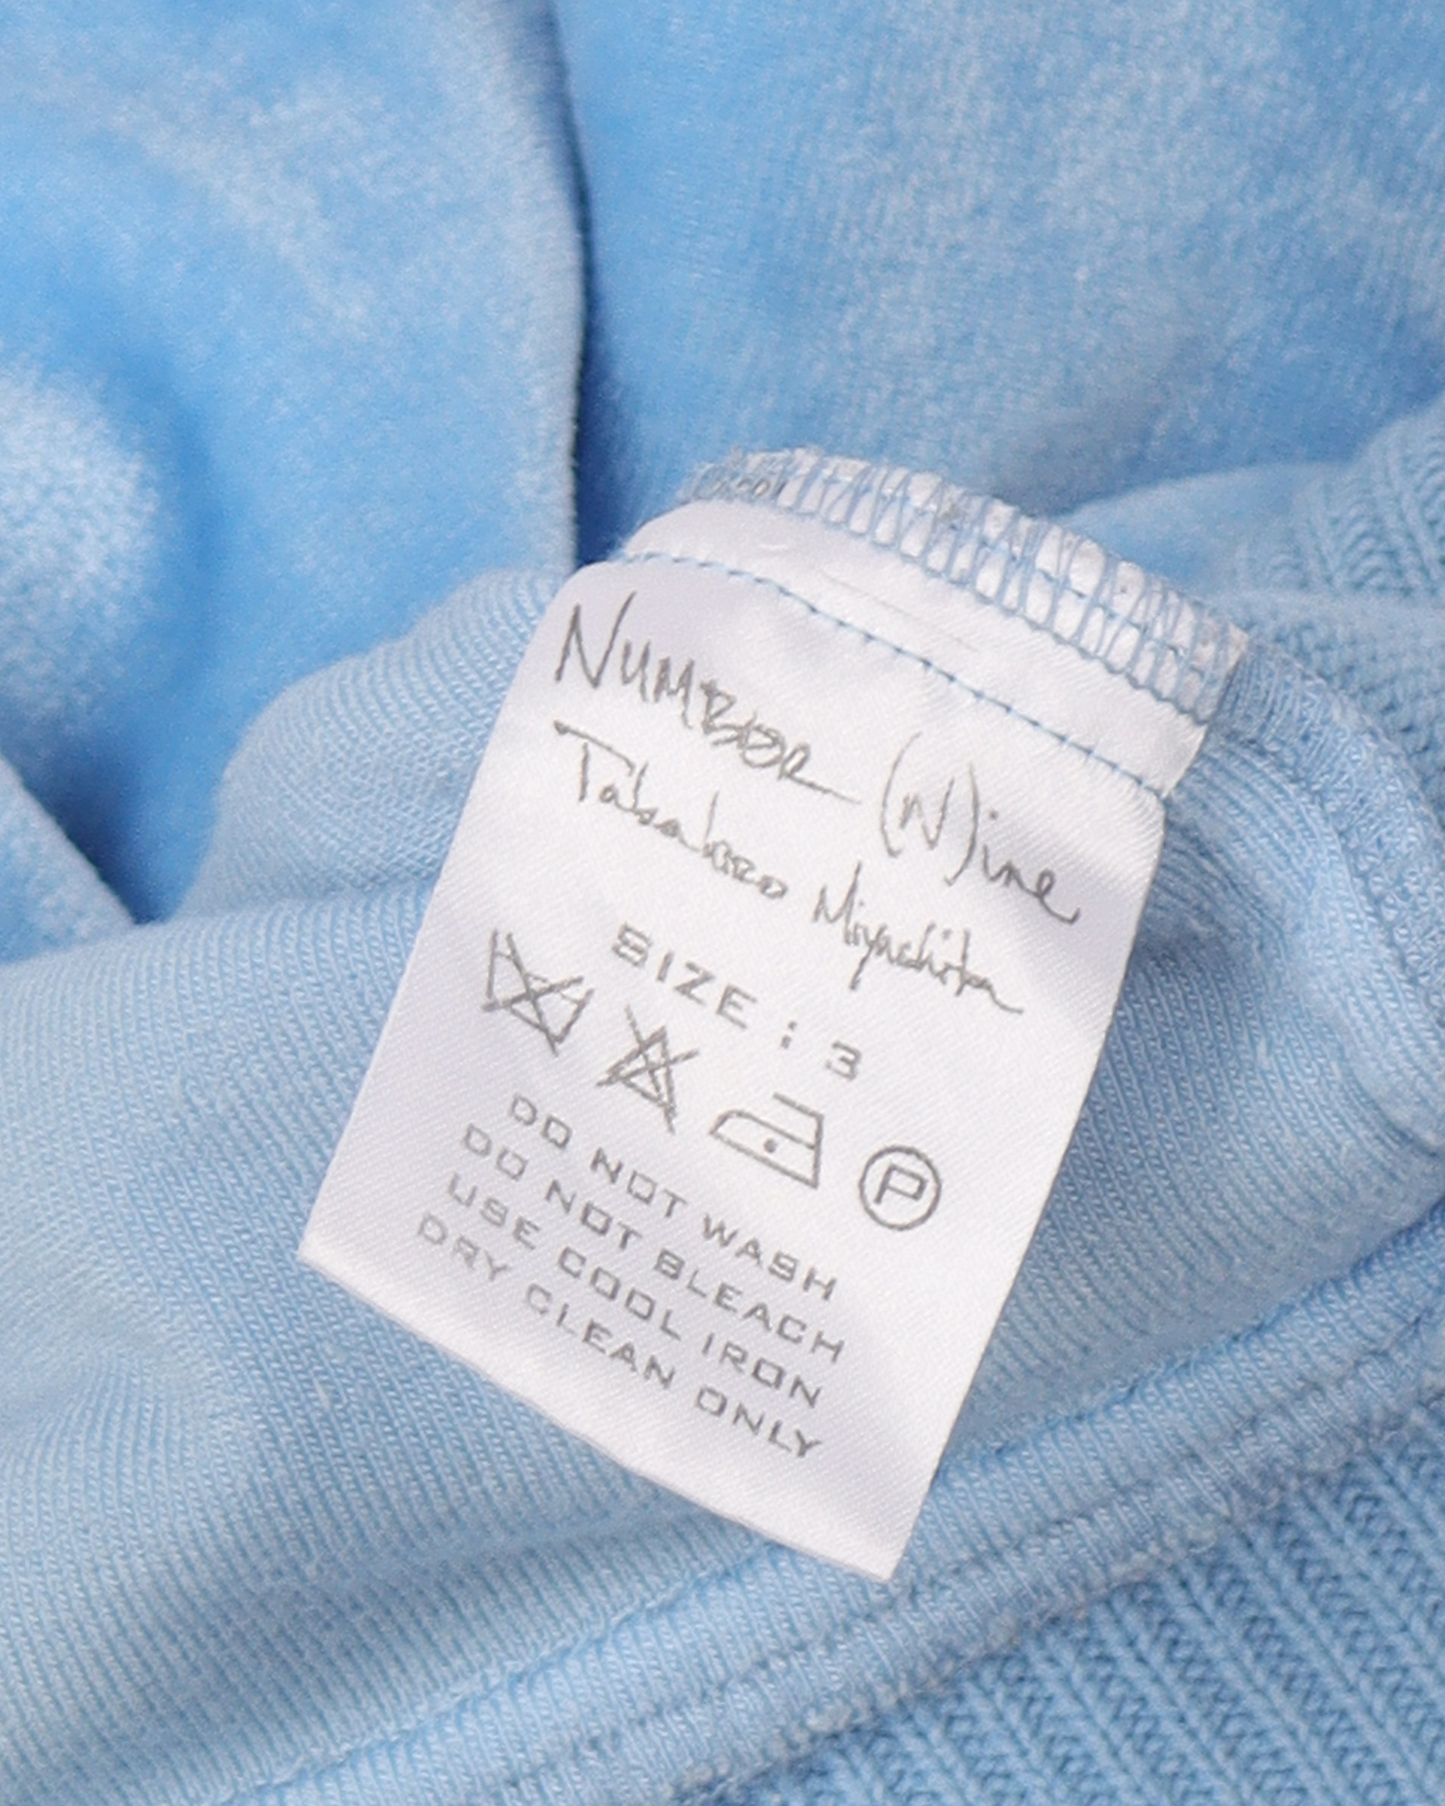 NUMBER (N)INE
Takahiro Miyashita
SIZE : 3
P
DO NOT WASH
DO NOT BLEACH
USE COOL IRON
DRY CLEAN ONLY